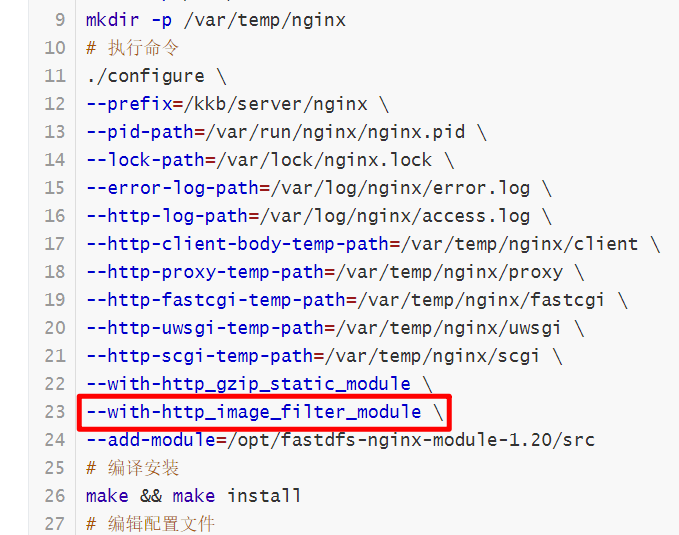 9 mkdir -p /var/temp/nginx
10 # 执行命令
11 ./configure \
12 --prefix=/kkb/server/nginx \
13 --pid-path=/var/run/nginx/nginx.pid \
14 --lock-path=/var/lock/nginx.lock \
15 --error-log-path=/var/log/nginx/error.log \
16 --http-log-path=/var/log/nginx/access.log \
17 --http-client-body-temp-path=/var/temp/nginx/client \
18 --http-proxy-temp-path=/var/temp/nginx/proxy \
19 --http-fastcgi-temp-path=/var/temp/nginx/fastcgi \
20 --http-uwsgi-temp-path=/var/temp/nginx/uwsgi \
21 --http-scgi-temp-path=/var/temp/nginx/scgi \
22 --with-http_gzip_static_module \
23 --with-http_image_filter_module \
24 --add-module=/opt/fastdfs-nginx-module-1.20/src
25 # 编译安装
26 make && make install
27 # 编辑配置文件